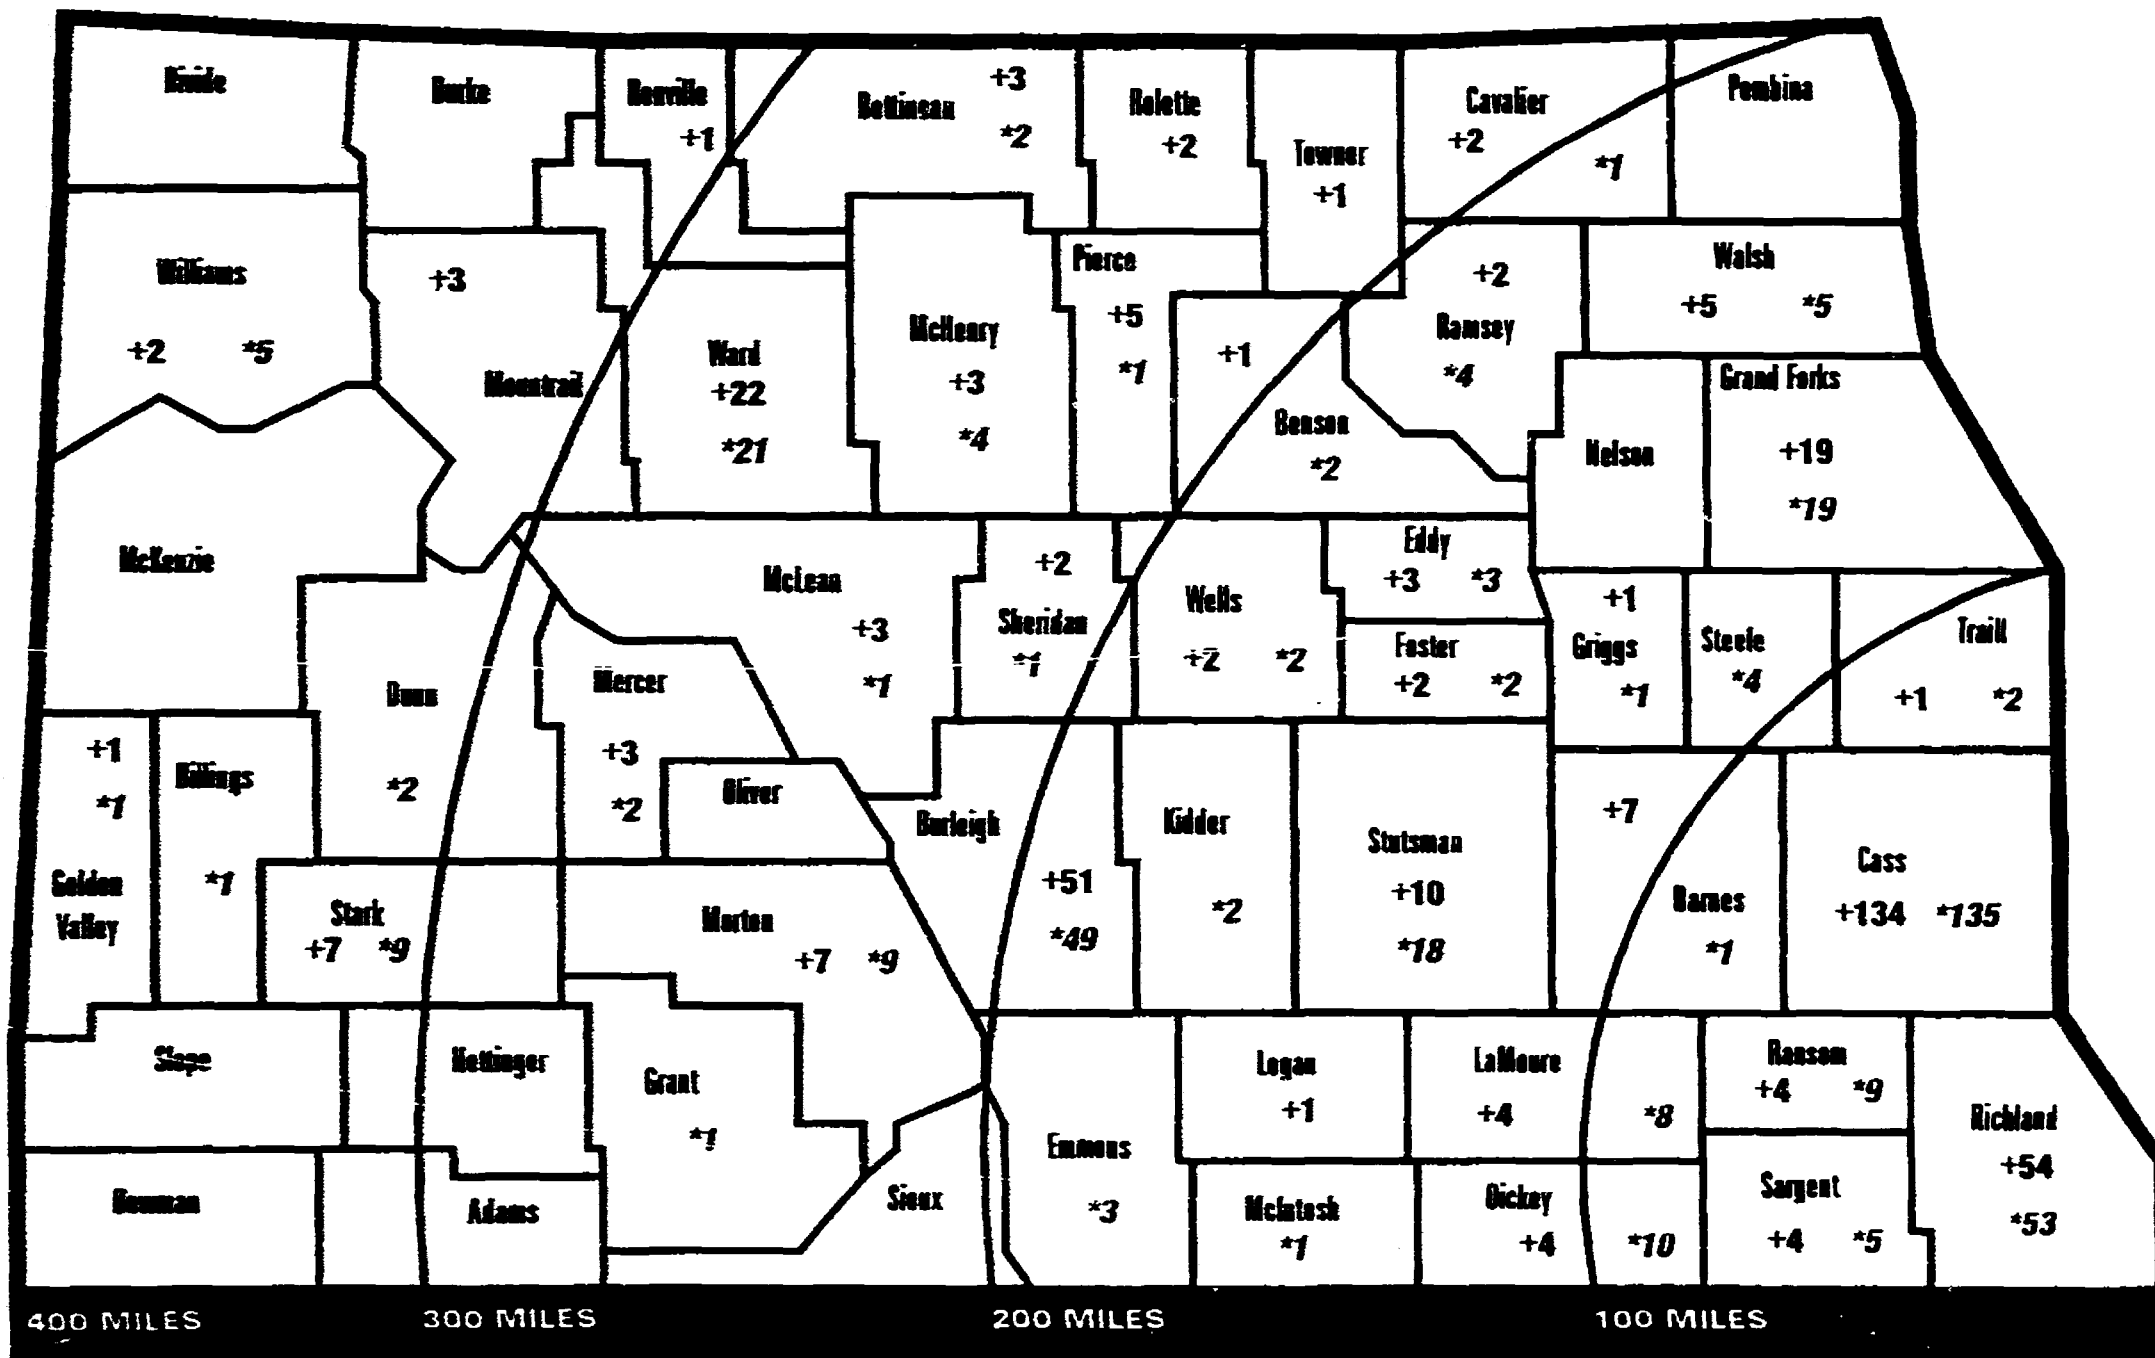 Divide
Burke
Renville
+1
Bottineau
+3
*2
Rolette
+2
Towner
+1
Cavalier
+2
*1
Pembina
Williams
+2 *5
+3
Mountrail
Ward
+22
*21
McHenry
+3
*4
Pierce
+5
*1
+1
Benson
*2
+2
Ramsey
*4
Walsh
+5 *5
Nelson
Grand Forks
+19
*19
McKenzie
Dunn
*2
McLean
+3
*1
Mercer
+3
*2
Oliver
+2
Sheridan
*1
Wells
+2 *2
Eddy
+3 *3
Foster
+2 *2
+1
Griggs
*1
Steele
*4
Traill
+1 *2
+1
*1
Golden
Valley
Billings
*1
Stark
+7 *9
Morton
+7 *9
Burleigh
+51
*49
Kidder
*2
Stutsman
+10
*18
+7
Barnes
*1
Cass
+134 *135
Slope
Hettinger
Grant
*1
Bowman
Adams
Sioux
Emmons
*3
Logan
+1
LaMoure
+4 *8
Ransom
+4 *9
Richland
+54
*53
McIntosh
*1
Dickey
+4 *10
Sargent
+4 *5
400 MILES 300 MILES 200 MILES 100 MILES